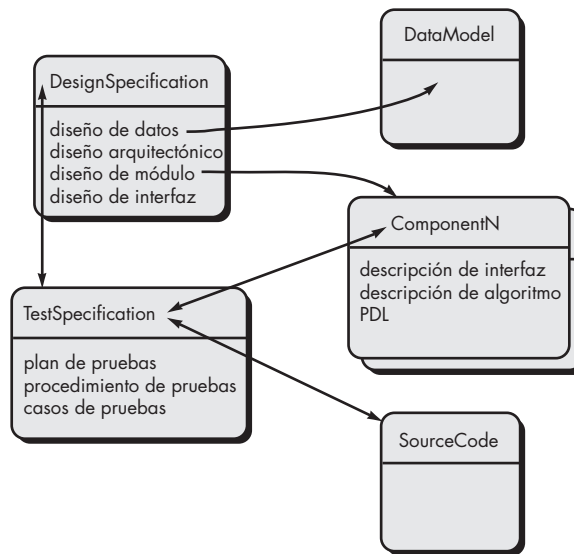 DataModel
DesignSpecification
diseño de datos
diseño arquitectónico
diseño de módulo
diseño de interfaz
ComponentN
descripción de interfaz
descripción de algoritmo
PDL
TestSpecification
plan de pruebas
procedimiento de pruebas
casos de pruebas
SourceCode